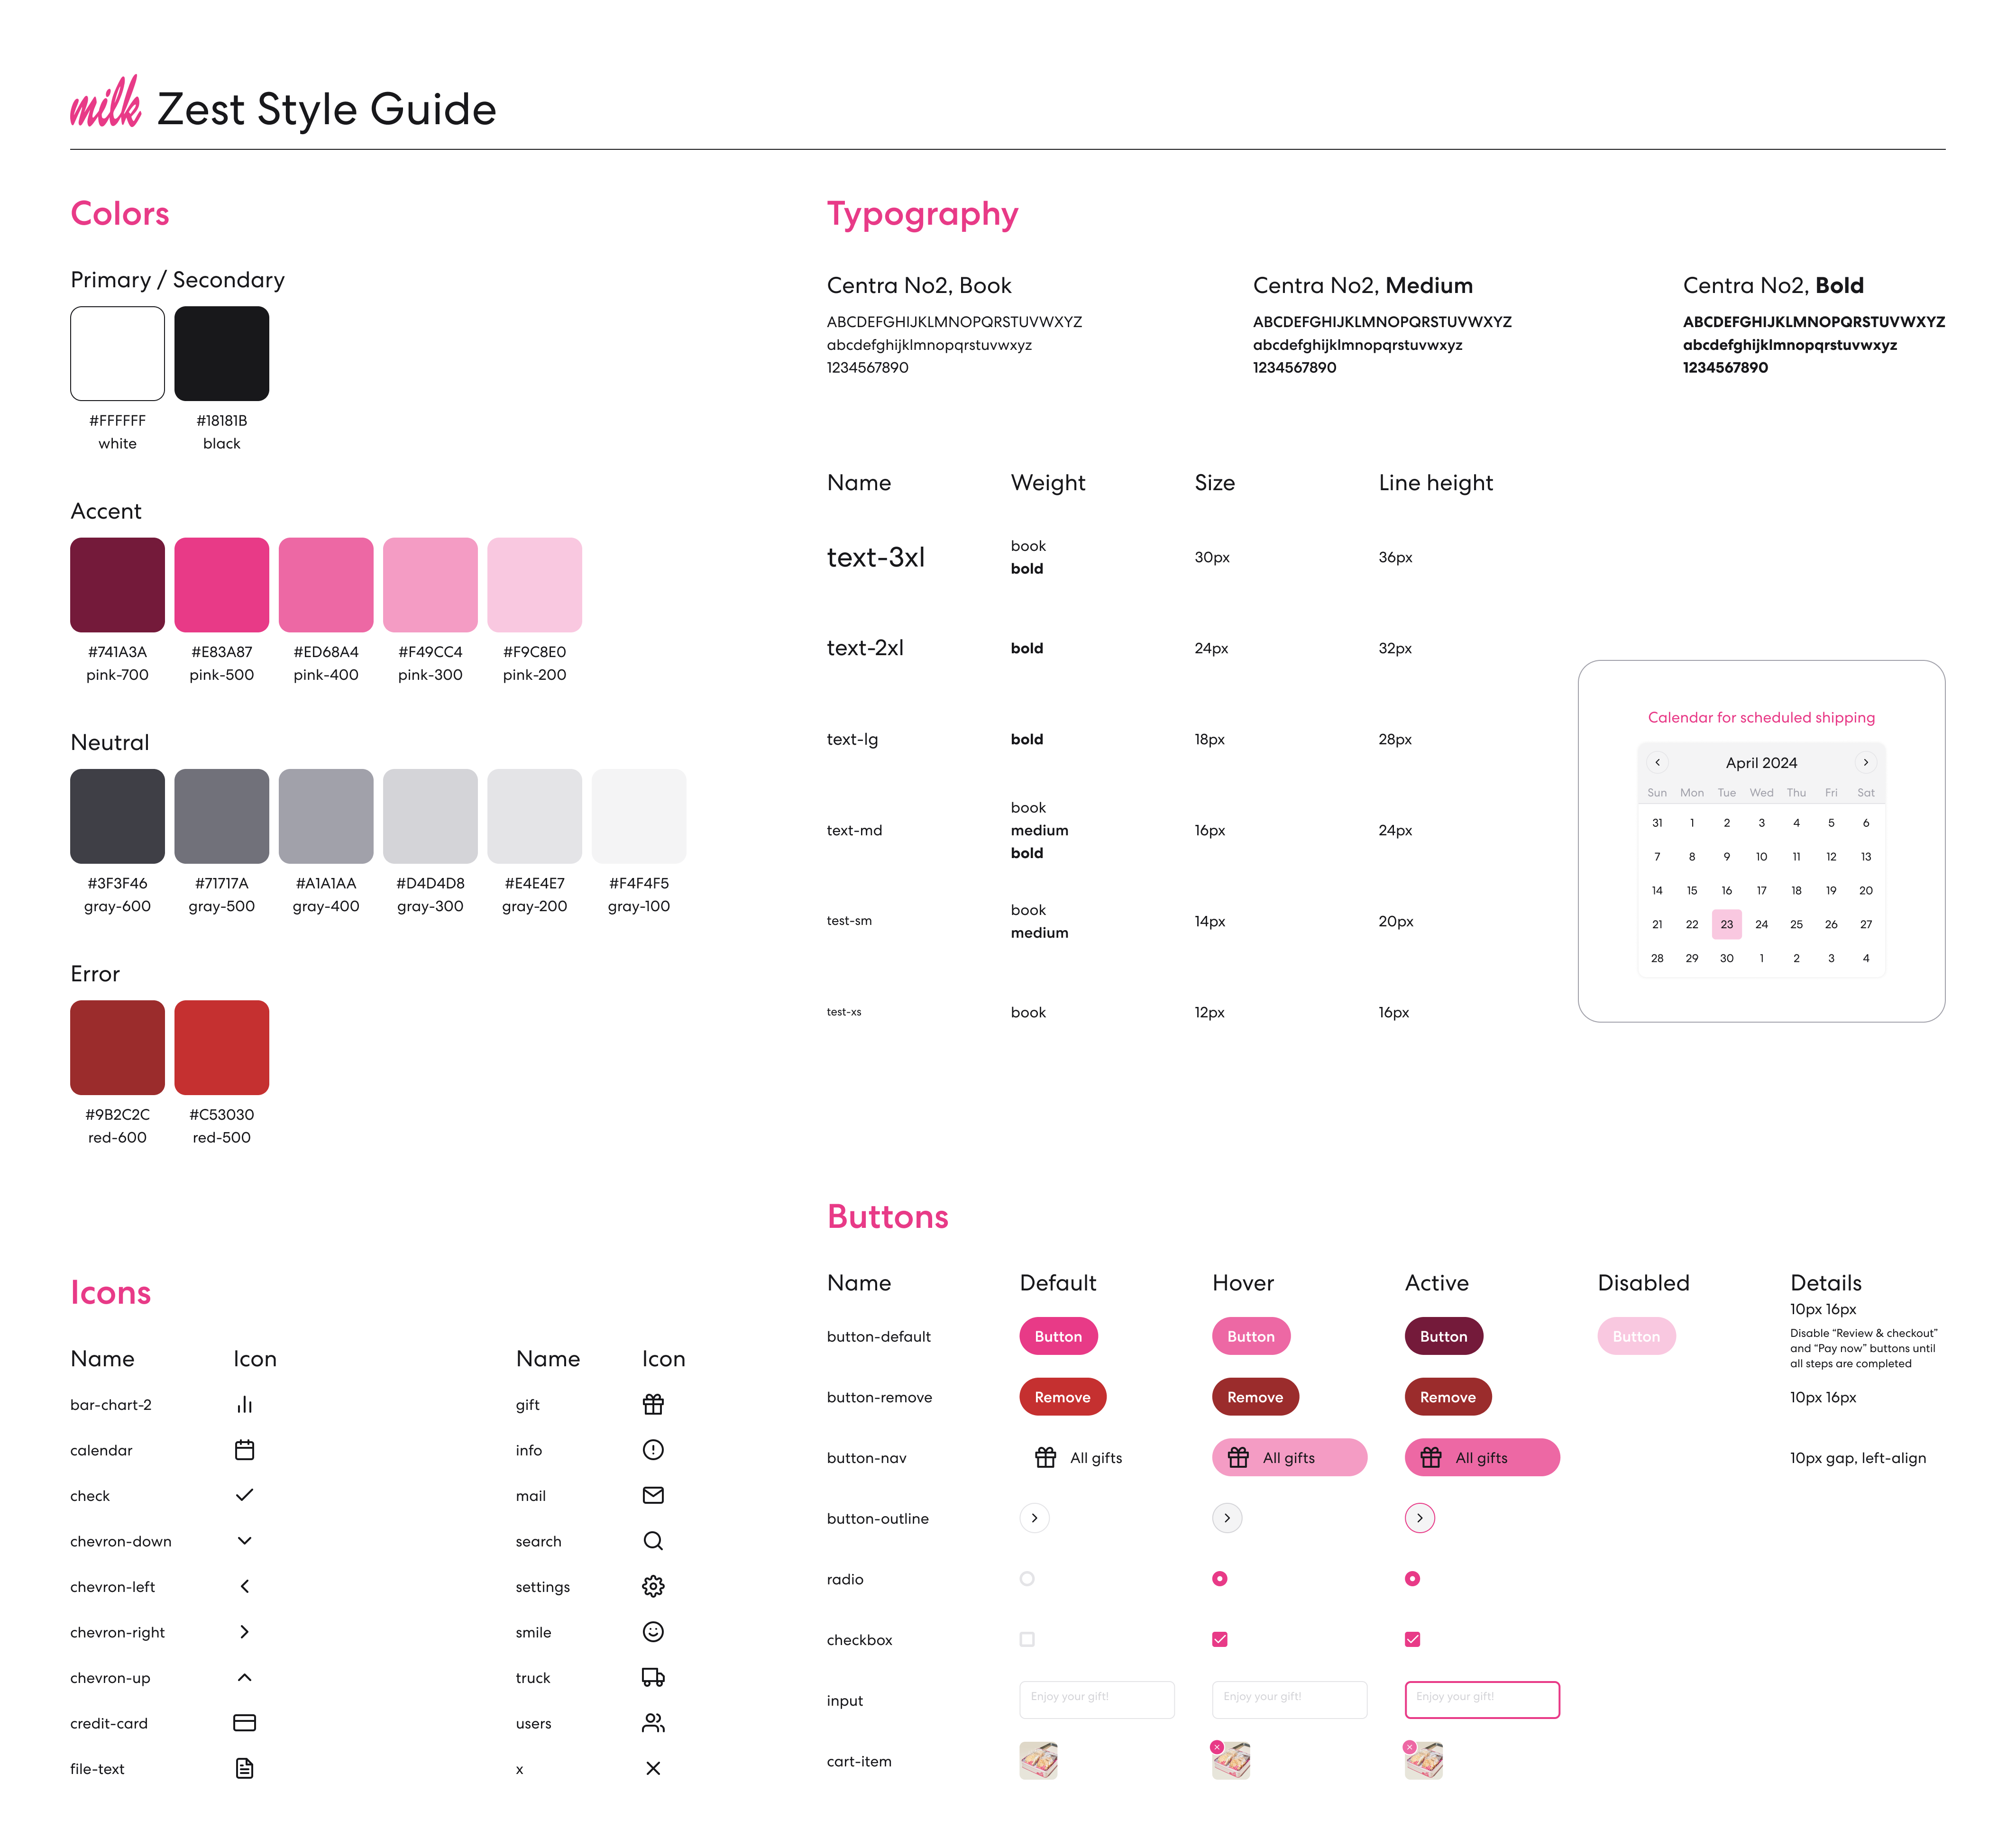 milk Zest Style Guide
Colors
Primary / Secondary
#FFFFFF #18181B
white black
Accent
#741A3A #E83A87 #ED68A4 #F49CC4 #F9C8E0
pink-700 pink-500 pink-400 pink-300 pink-200
Neutral
#3F3F46 #71717A #A1A1AA #D4D4D8 #E4E4E7 #F4F4F5
gray-600 gray-500 gray-400 gray-300 gray-200 gray-100
Error
#9B2C2C #C53030
red-600 red-500
Typography
Centra No2, Book
ABCDEFGHIJKLMNOPQRSTUVWXYZ
abcdefghijklmnopqrstuvwxyz
1234567890
Centra No2, Medium
ABCDEFGHIJKLMNOPQRSTUVWXYZ
abcdefghijklmnopqrstuvwxyz
1234567890
Centra No2, Bold
ABCDEFGHIJKLMNOPQRSTUVWXYZ
abcdefghijklmnopqrstuvwxyz
1234567890
Name Weight Size Line height
text-3xl book 30px 36px
bold
text-2xl bold 24px 32px
text-lg bold 18px 28px
book
text-md medium 16px 24px
bold
test-sm book 14px 20px
medium
test-xs book 12px 16px
Calendar for scheduled shipping
April 2024
Sun Mon Tue Wed Thu Fri Sat
31 1 2 3 4 5 6
7 8 9 10 11 12 13
14 15 16 17 18 19 20
21 22 23 24 25 26 27
28 29 30 1 2 3 4
Icons
Name Icon Name Icon
bar-chart-2 gift
calendar info
check mail
chevron-down search
chevron-left settings
chevron-right smile
chevron-up truck
credit-card users
file-text x
Buttons
Name Default Hover Active Disabled Details
10px 16px
button-default Button Button Button Button
Disable “Review & checkout”
and “Pay now” buttons until
all steps are completed
button-remove Remove Remove Remove 10px 16px
button-nav All gifts All gifts All gifts 10px gap, left-align
button-outline
radio
checkbox
input Enjoy your gift! Enjoy your gift! Enjoy your gift!
cart-item